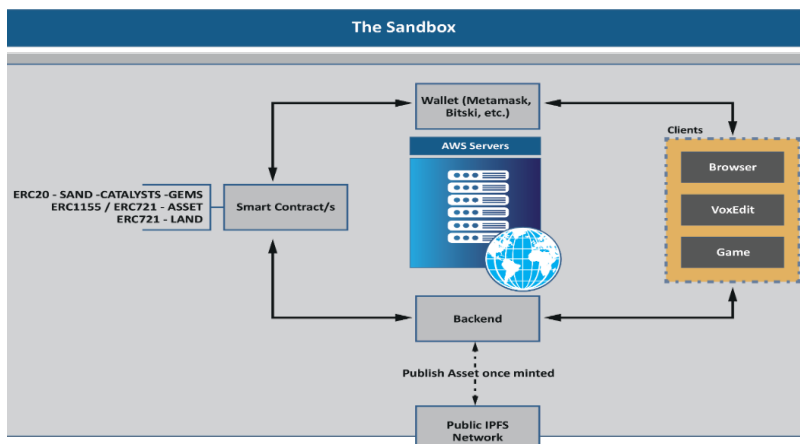 The Sandbox
Wallet (Metamask,
Bitski, etc.)
AWS Servers
Clients
Browser
VoxEdit
Game
ERC20 - SAND -CATALYSTS -GEMS
ERC1155 / ERC721 - ASSET
ERC721 - LAND
Smart Contract/s
Backend
Publish Asset once minted
Public IPFS
Network